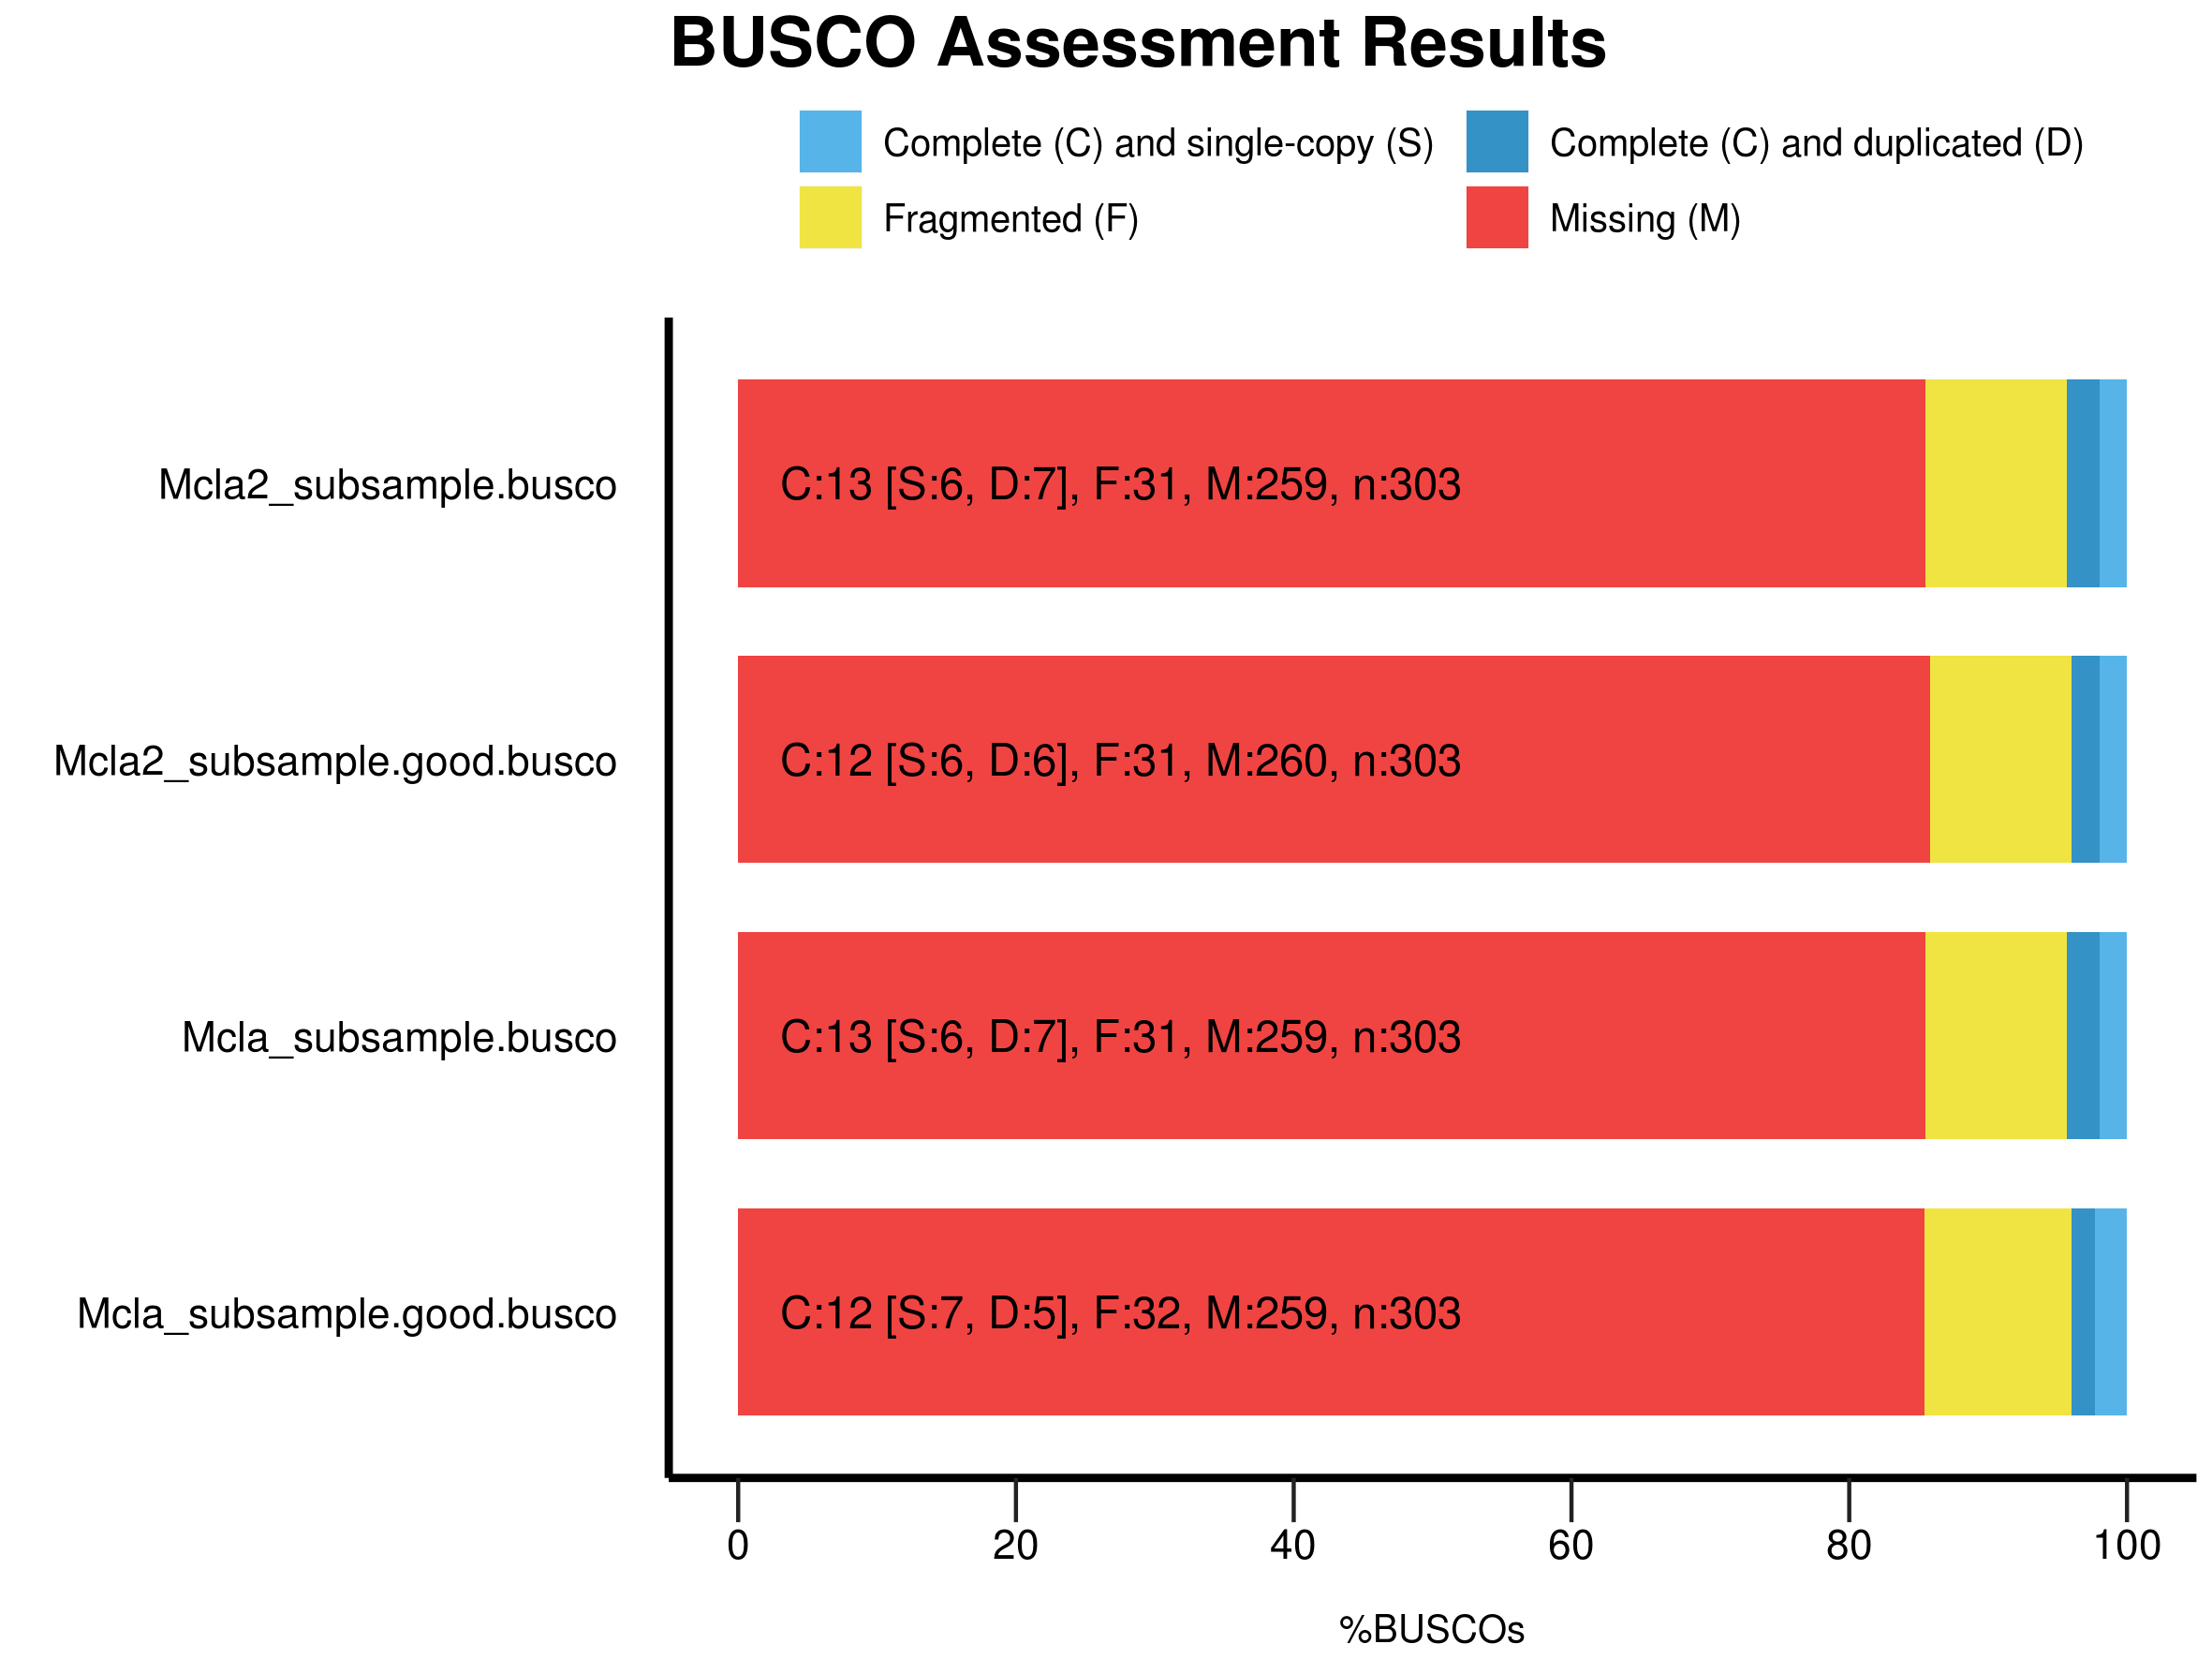 BUSCO Assessment Results
Complete (C) and single-copy (S) Complete (C) and duplicated (D)
Fragmented (F) Missing (M)
Mcla2_subsample.busco C:13 [S:6, D:7], F:31, M:259, n:303
Mcla2_subsample.good.busco C:12 [S:6, D:6], F:31, M:260, n:303
Mcla_subsample.busco C:13 [S:6, D:7], F:31, M:259, n:303
Mcla_subsample.good.busco C:12 [S:7, D:5], F:32, M:259, n:303
0 20 40 60 80 100
%BUSCOs